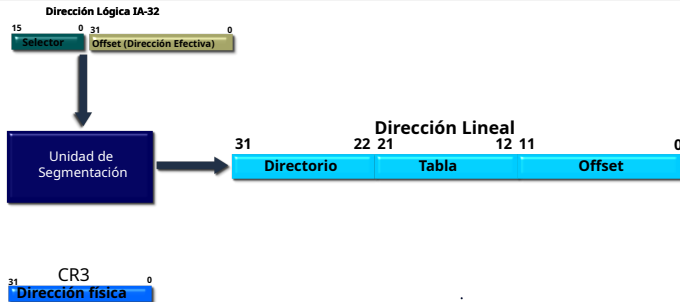 Dirección Lógica IA-32
15 0 31 0
Selector Offset (Dirección Efectiva)
Dirección Lineal
31 22 21 12 11 0
Unidad de
Segmentación
Directorio Tabla Offset
CR3
31 0
Dirección física
.